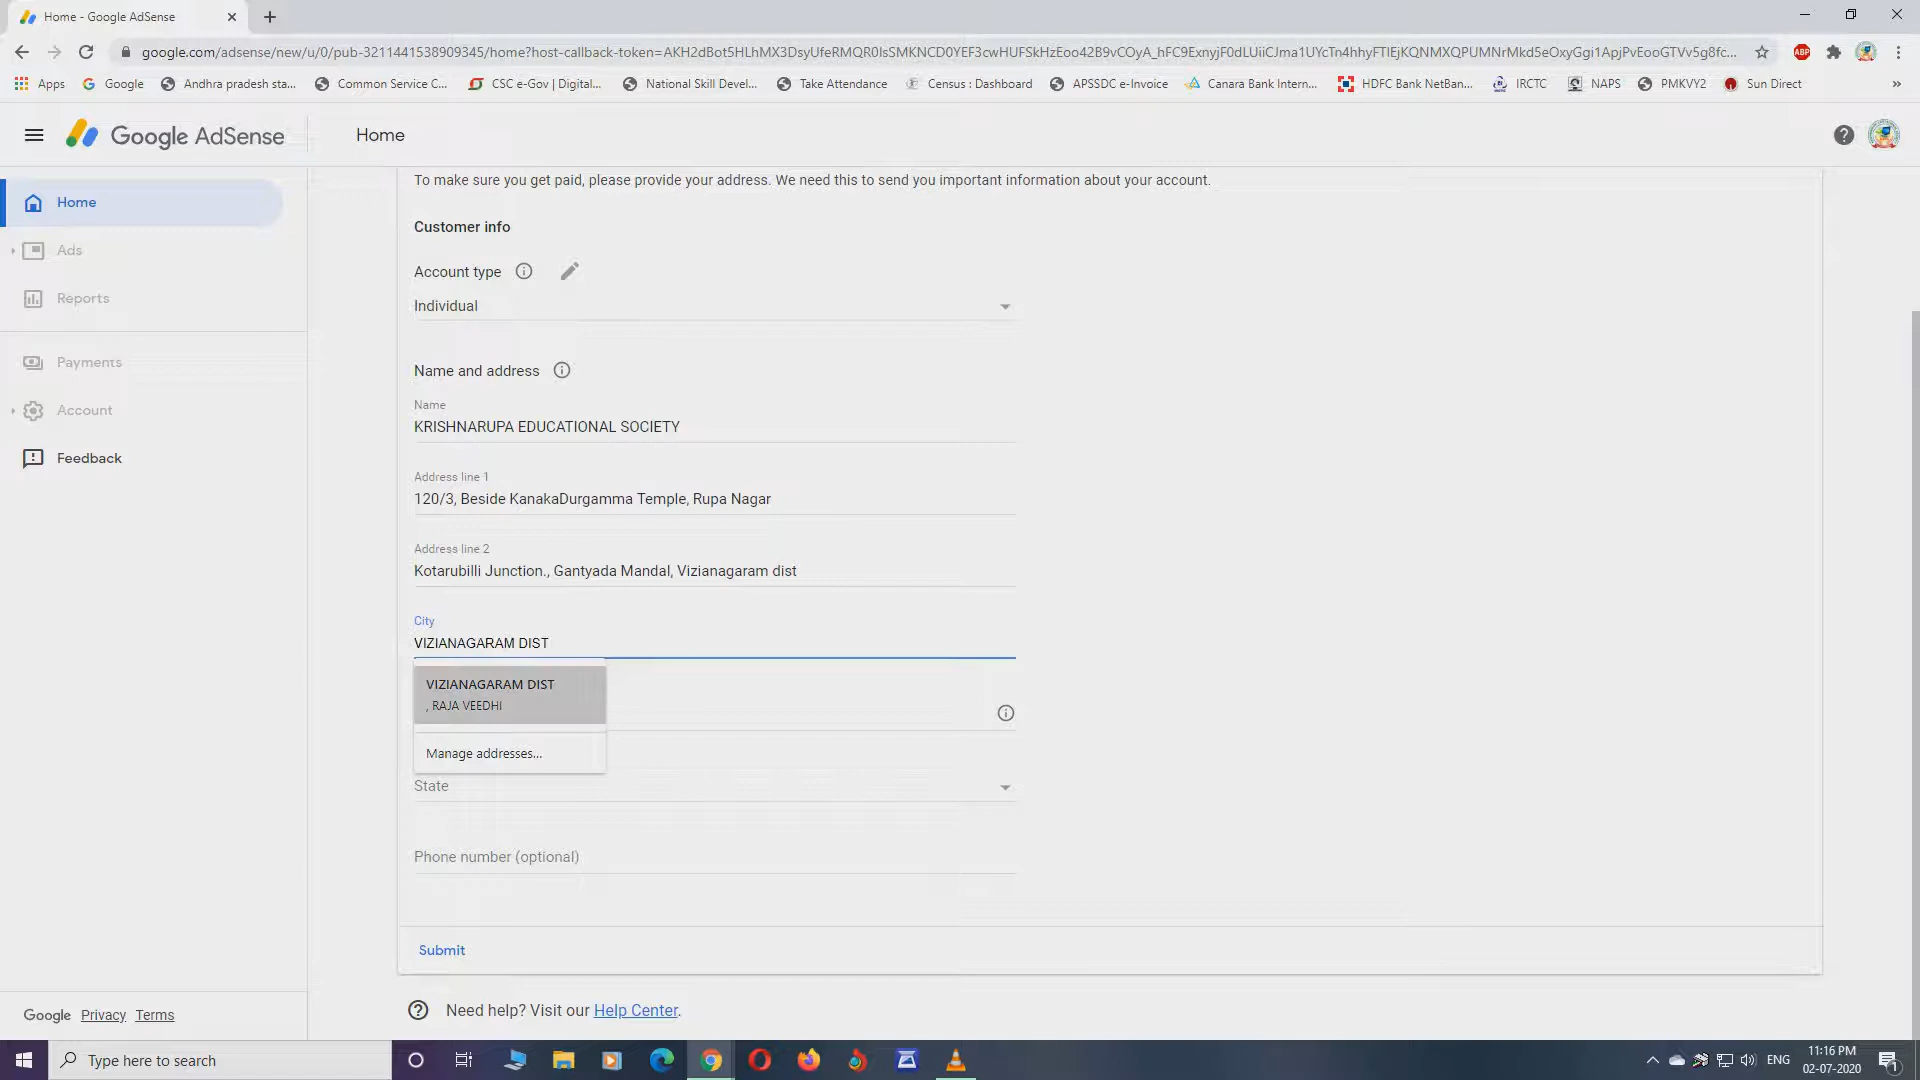 Home - Google AdSense
google.com/adsense/new/u/0/pub-3211441538909345/home?host-callback-token=
Apps
Google
Andhra pradesh sta...
Common Service C...
CSC e-Gov | Digital...
National Skill Devel...
Take Attendance
Census : Dashboard
APSSDC e-Invoice
Canara Bank Intern...
HDFC Bank NetBan...
IRCTC
NAPS
PMKVY2
Sun Direct
»
Google AdSense
Home
Home
Ads
Reports
Payments
Account
Feedback
To make sure you get paid, please provide your address. We need this to send you important information about your account.
Customer info
Account type
Individual
Name and address
Name
KRISHNARUPA EDUCATIONAL SOCIETY
Address line 1
120/3, Beside KanakaDurgamma Temple, Rupa Nagar
Address line 2
Kotarubilli Junction., Gantyada Mandal, Vizianagaram dist
City
VIZIANAGARAM DIST
VIZIANAGARAM DIST
, RAJA VEEDHI
Manage addresses...
State
Phone number (optional)
Submit
Need help? Visit our Help Center.
Google Privacy Terms
Type here to search
ENG
11:16 PM
02-07-2020
1
ABP